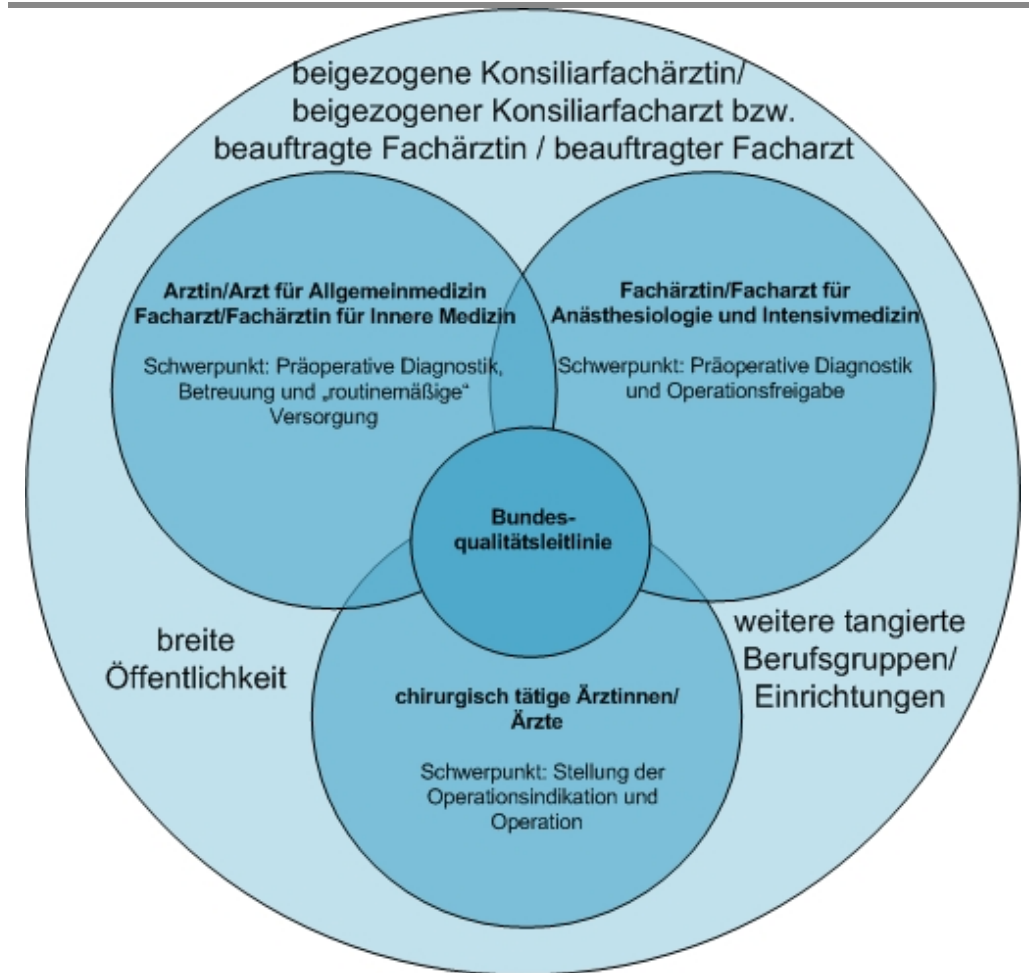 beigezogene Konsiliarfachärztin/
beigezogener Konsiliarfacharzt bzw.
beauftragte Fachärztin / beauftragter Facharzt
Arztin/Arzt für Allgemeinmedizin
Facharzt/Fachärztin für Innere Medizin
Schwerpunkt: Präoperative Diagnostik,
Betreuung und „routinemäßige“
Versorgung
Fachärztin/Facharzt für
Anästhesiologie und Intensivmedizin
Schwerpunkt: Präoperative Diagnostik
und Operationsfreigabe
Bundes-
qualitätsleitlinie
breite
Öffentlichkeit
weitere tangierte
Berufsgruppen/
Einrichtungen
chirurgisch tätige Ärztinnen/
Ärzte
Schwerpunkt: Stellung der
Operationsindikation und
Operation